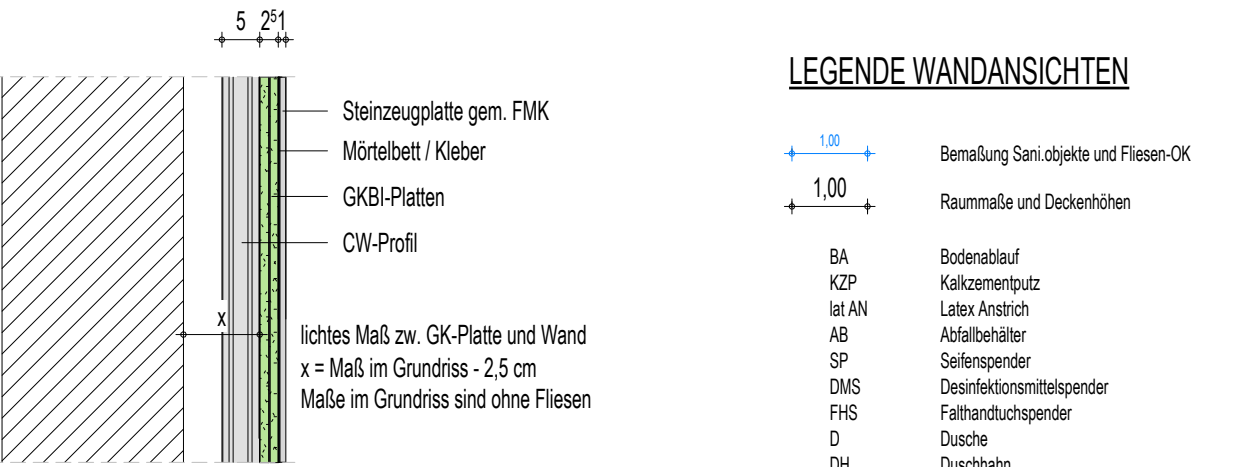 5 2⁵1
Steinzeugplatte gem. FMK
Mörtelbett / Kleber
GKBI-Platten
CW-Profil
x
lichtes Maß zw. GK-Platte und Wand
x = Maß im Grundriss - 2,5 cm
Maße im Grundriss sind ohne Fliesen
LEGENDE WANDANSICHTEN
1,00 Bemaßung Sani.objekte und Fliesen-OK
1,00 Raummaße und Deckenhöhen
BA Bodenablauf
KZP Kalkzementputz
lat AN Latex Anstrich
AB Abfallbehälter
SP Seifenspender
DMS Desinfektionsmittelspender
FHS Falthandtuchspender
D Dusche
DH Duschbahn